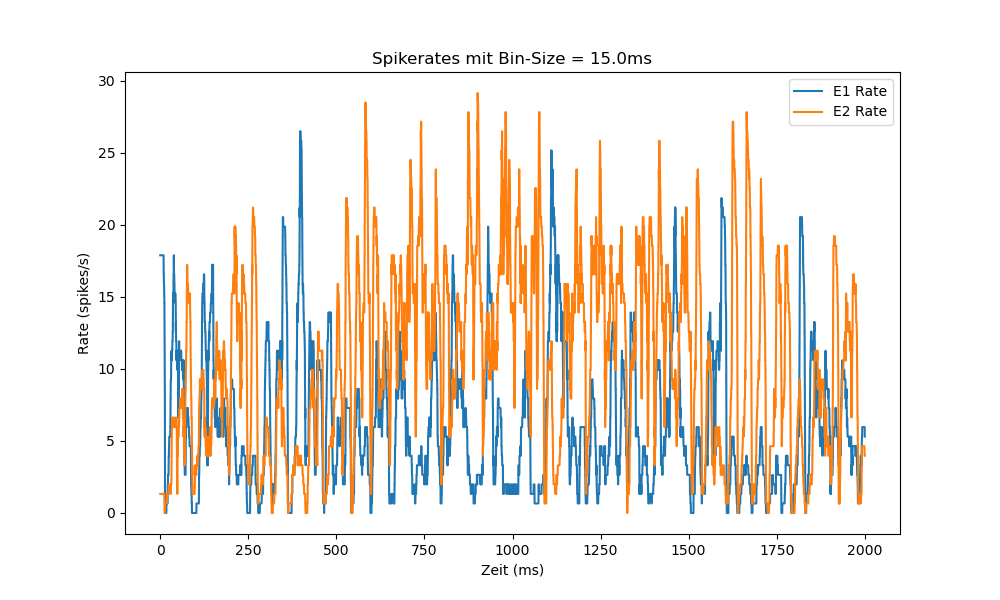 Spikerates mit Bin-Size = 15.0ms
E1 Rate
E2 Rate
30
25
20
15
10
5
0
Rate (spikes/s)
0 250 500 750 1000 1250 1500 1750 2000
Zeit (ms)